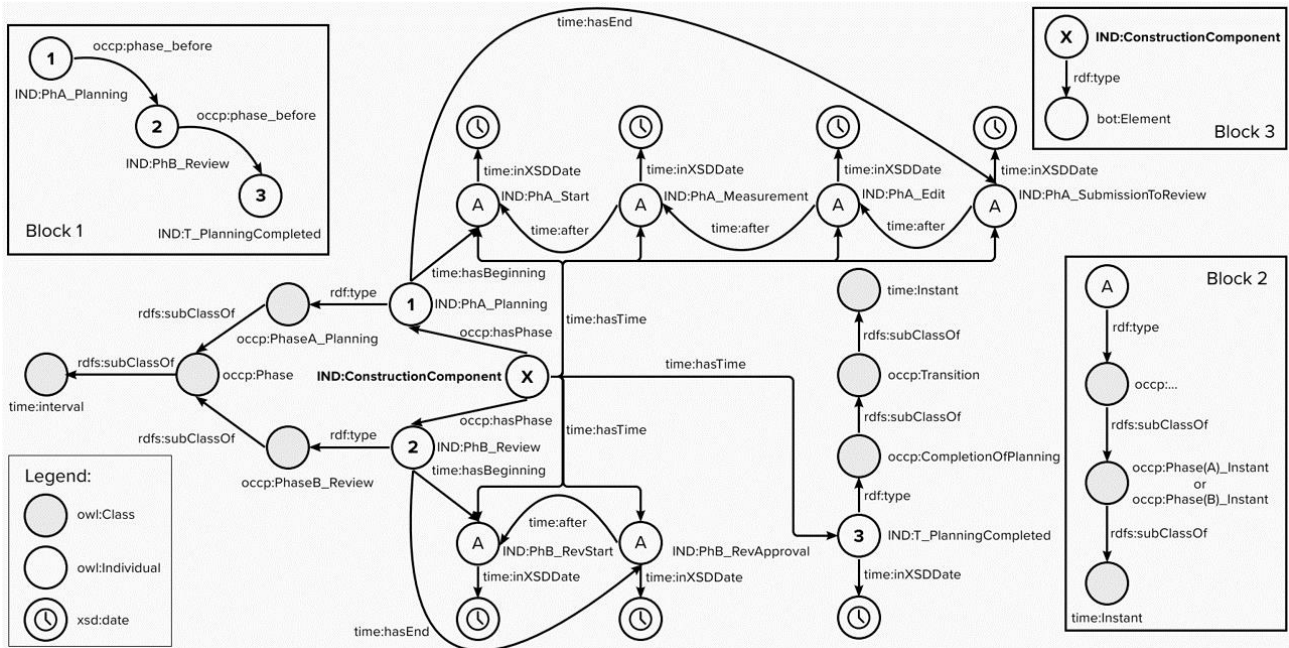 time:hasEnd
1
occp:phase_before
IND:PhA_Planning
occp:phase_before
2
IND:PhB_Review
3
Block 1
IND:T_PlanningCompleted
X
IND:ConstructionComponent
rdf:type
bot:Element
Block 3
time:inXSDDate
time:inXSDDate
time:inXSDDate
time:inXSDDate
A
IND:PhA_Start
A
IND:PhA_Measurement
A
IND:PhA_Edit
A
IND:PhA_SubmissionToReview
time:after
time:after
time:after
time:hasBeginning
rdf:type
1
IND:PhA_Planning
rdfs:subClassOf
occp:PhaseA_Planning
occp:hasPhase
time:hasTime
rdfs:subClassOf
occp:Phase
time:interval
IND:ConstructionComponent
X
time:hasTime
occp:hasPhase
time:hasTime
rdfs:subClassOf
rdf:type
2
IND:PhB_Review
occp:PhaseB_Review
time:hasBeginning
time:Instant
rdfs:subClassOf
occp:Transition
rdfs:subClassOf
occp:CompletionOfPlanning
rdf:type
3
IND:T_PlanningCompleted
time:inXSDDate
time:after
A
IND:PhB_RevStart
A
IND:PhB_RevApproval
time:inXSDDate
time:inXSDDate
time:hasEnd
Block 2
A
rdf:type
occp:...
rdfs:subClassOf
occp:Phase(A)_Instant
or
occp:Phase(B)_Instant
rdfs:subClassOf
time:Instant
Legend:
owl:Class
owl:Individual
xsd:date